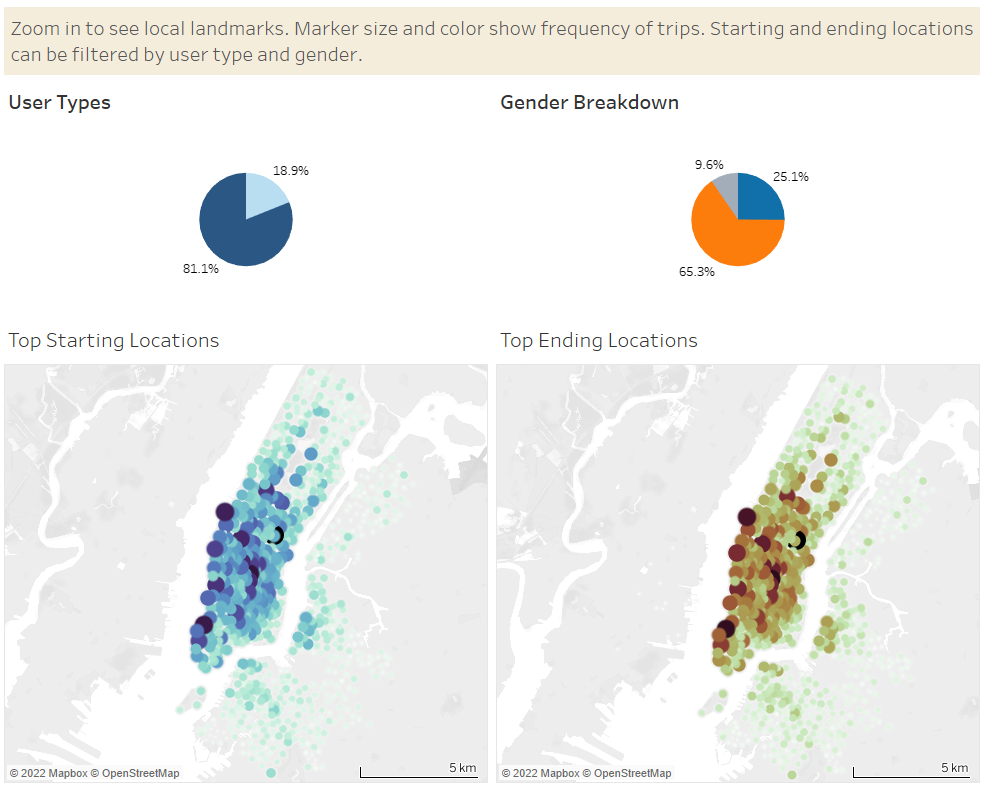 Zoom in to see local landmarks. Marker size and color show frequency of trips. Starting and ending locations
can be filtered by user type and gender.
User Types
Gender Breakdown
18.9%
81.1%
9.6%
25.1%
65.3%
Top Starting Locations
Top Ending Locations
© 2022 Mapbox © OpenStreetMap
5 km
© 2022 Mapbox © OpenStreetMap
5 km